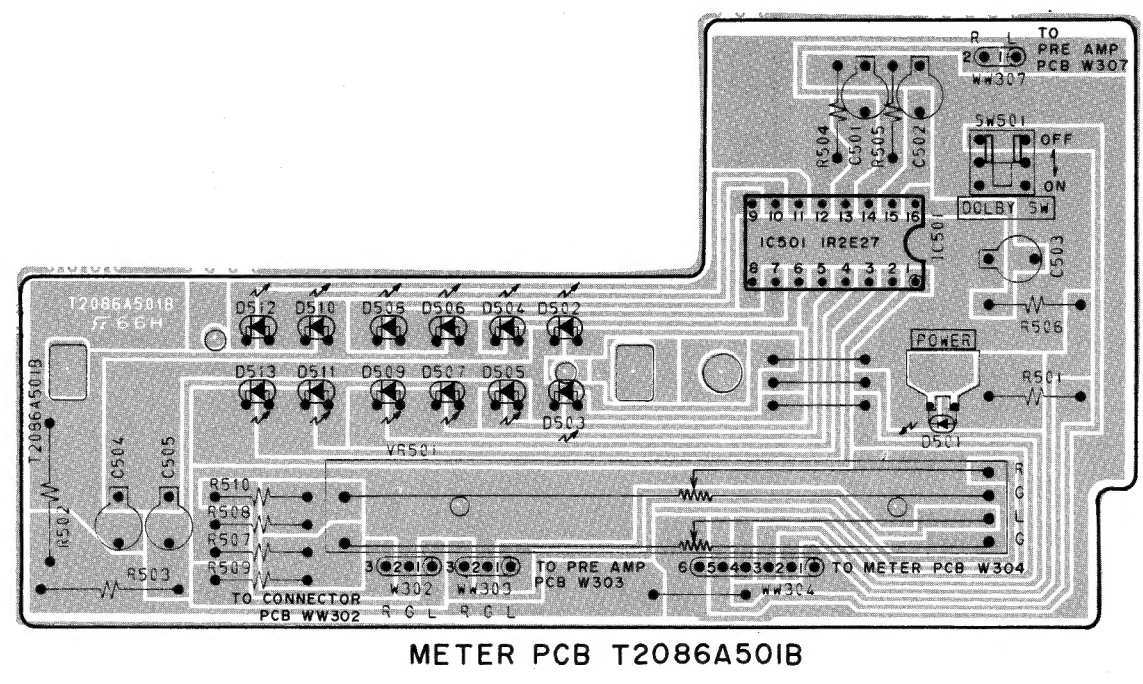 R L TO
PRE AMP
PCB W307
2 1
WW307
R504
C501
R505
C502
SW501
OFF
ON
DOLBY SW
9 10 11 12 13 14 15 16
IC501 IR2E27
IC501
8 7 6 5 4 3 2 1
C503
R506
POWER
R501
D501
T2086A501B
66H
D512 D510 D508 D506 D504 D502
D513 D511 D509 D507 D505
D503
T2086A501B
C504
C505
R502
R503
VR501
R
G
L
G
R510
R508
R507
R509
TO CONNECTOR
PCB WW302
3 2 1
W302
R G L
3 2 1
WW303
R G L
TO PRE AMP
PCB W303
6 5 4 3 2 1
WW304
TO METER PCB W304
METER PCB T2086A501B